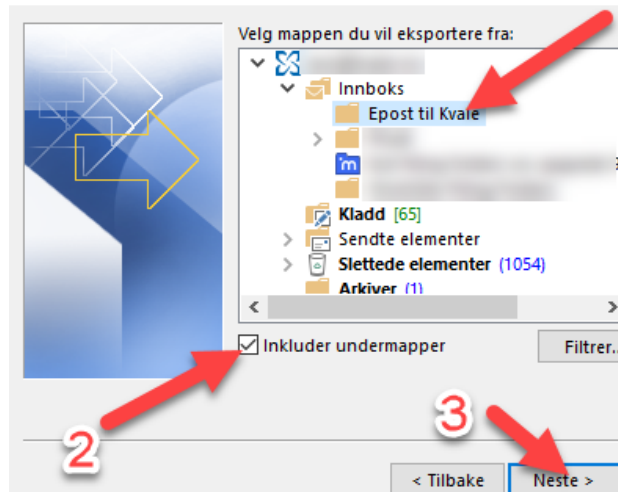 Velg mappen du vil eksportere fra:
Innboks
Epost til Kvale
Kladd [65]
Sendte elementer
Slettede elementer (1054)
Arkiver (1)
Inkluder undermapper
Filtrer..
2
3
< Tilbake
Neste >